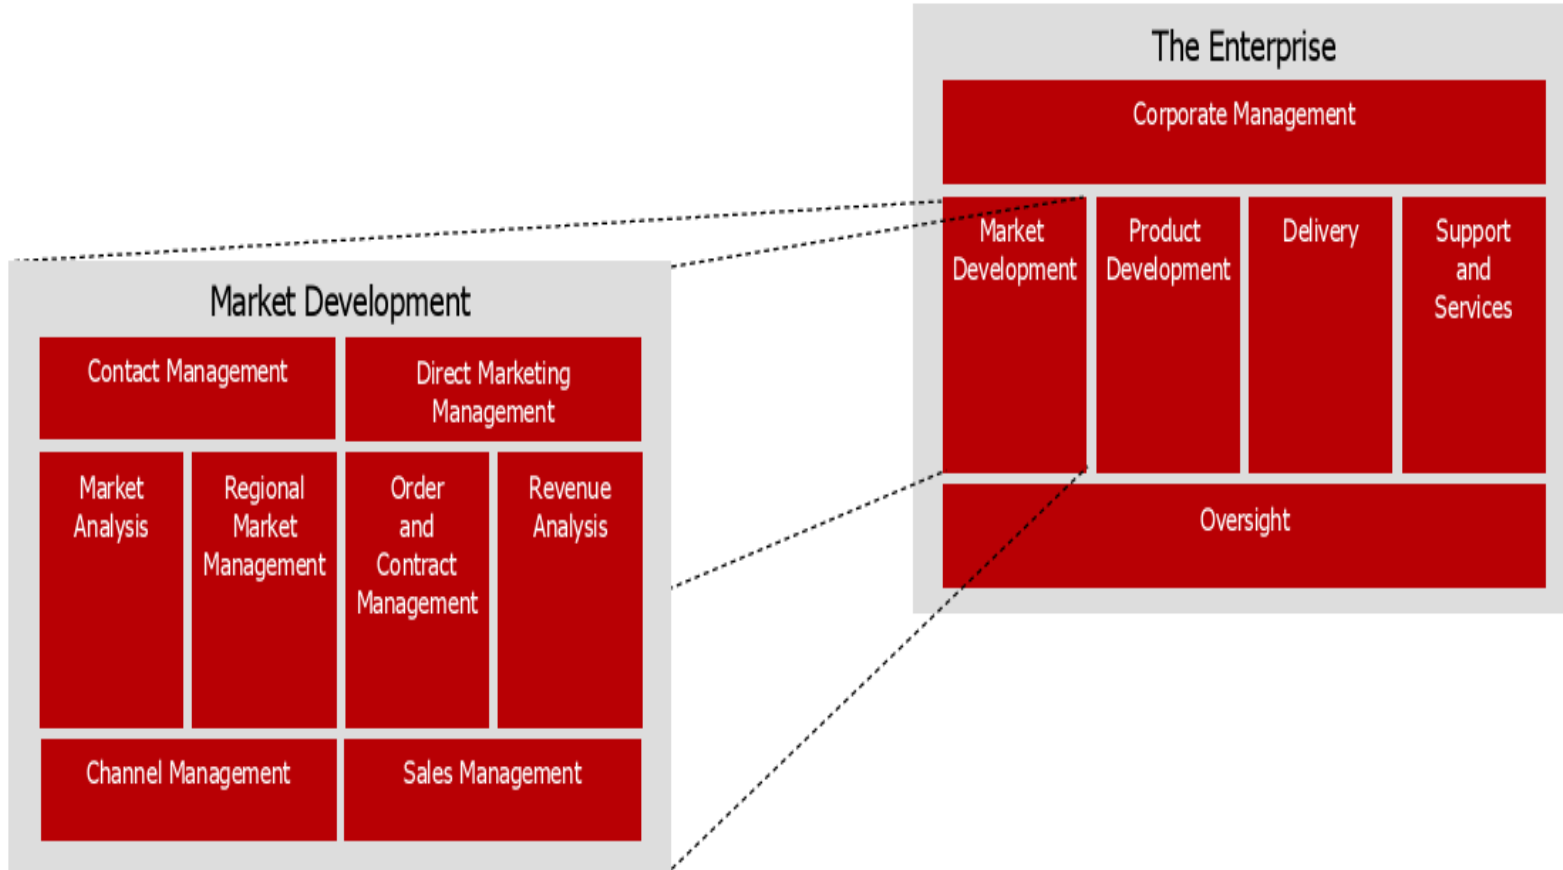 The Enterprise
Corporate Management
Market
Development
Product
Development
Delivery
Support
and
Services
Oversight
Market Development
Contact Management
Direct Marketing
Management
Market
Analysis
Regional
Market
Management
Order
and
Contract
Management
Revenue
Analysis
Channel Management
Sales Management